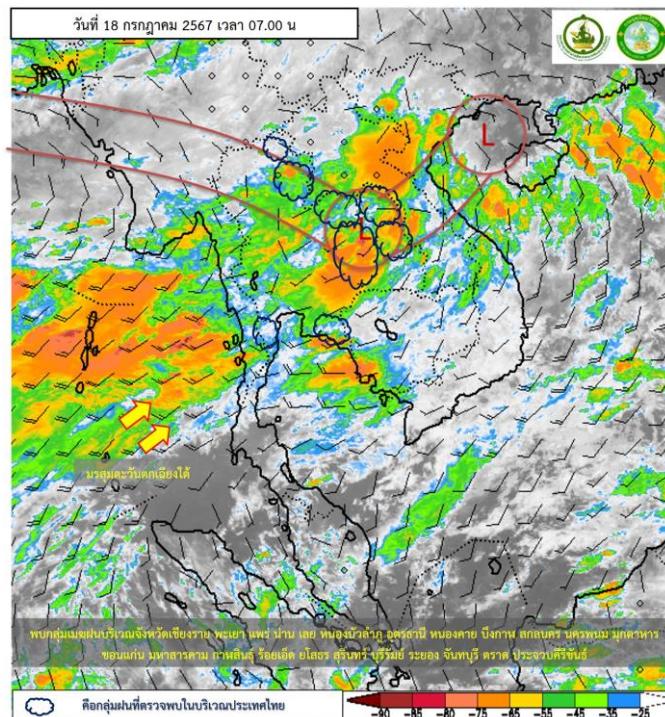 วันที่ 18 กรกฎาคม 2567 เวลา 07.00 น
L
L
มรสุมตะวันตกเฉียงใต้
พบกลุ่มเมฆฝนบริเวณจังหวัดเชียงราย พะเยา แพร่ น่าน เลย หนองบัวลำภู อุดรธานี หนองคาย บึงกาฬ สกลนคร นครพนม มุกดาหาร
ขอนแก่น มหาสารคาม กาฬสินธุ์ ร้อยเอ็ด ยโสธร สุรินทร์ บุรีรัมย์ ระยอง จันทบุรี ตราด ประจวบคีรีขันธ์
คือกลุ่มฝนที่ตรวจพบในบริเวณประเทศไทย
-90 -85 -80 -75 -65 -55 -45 -35 -25